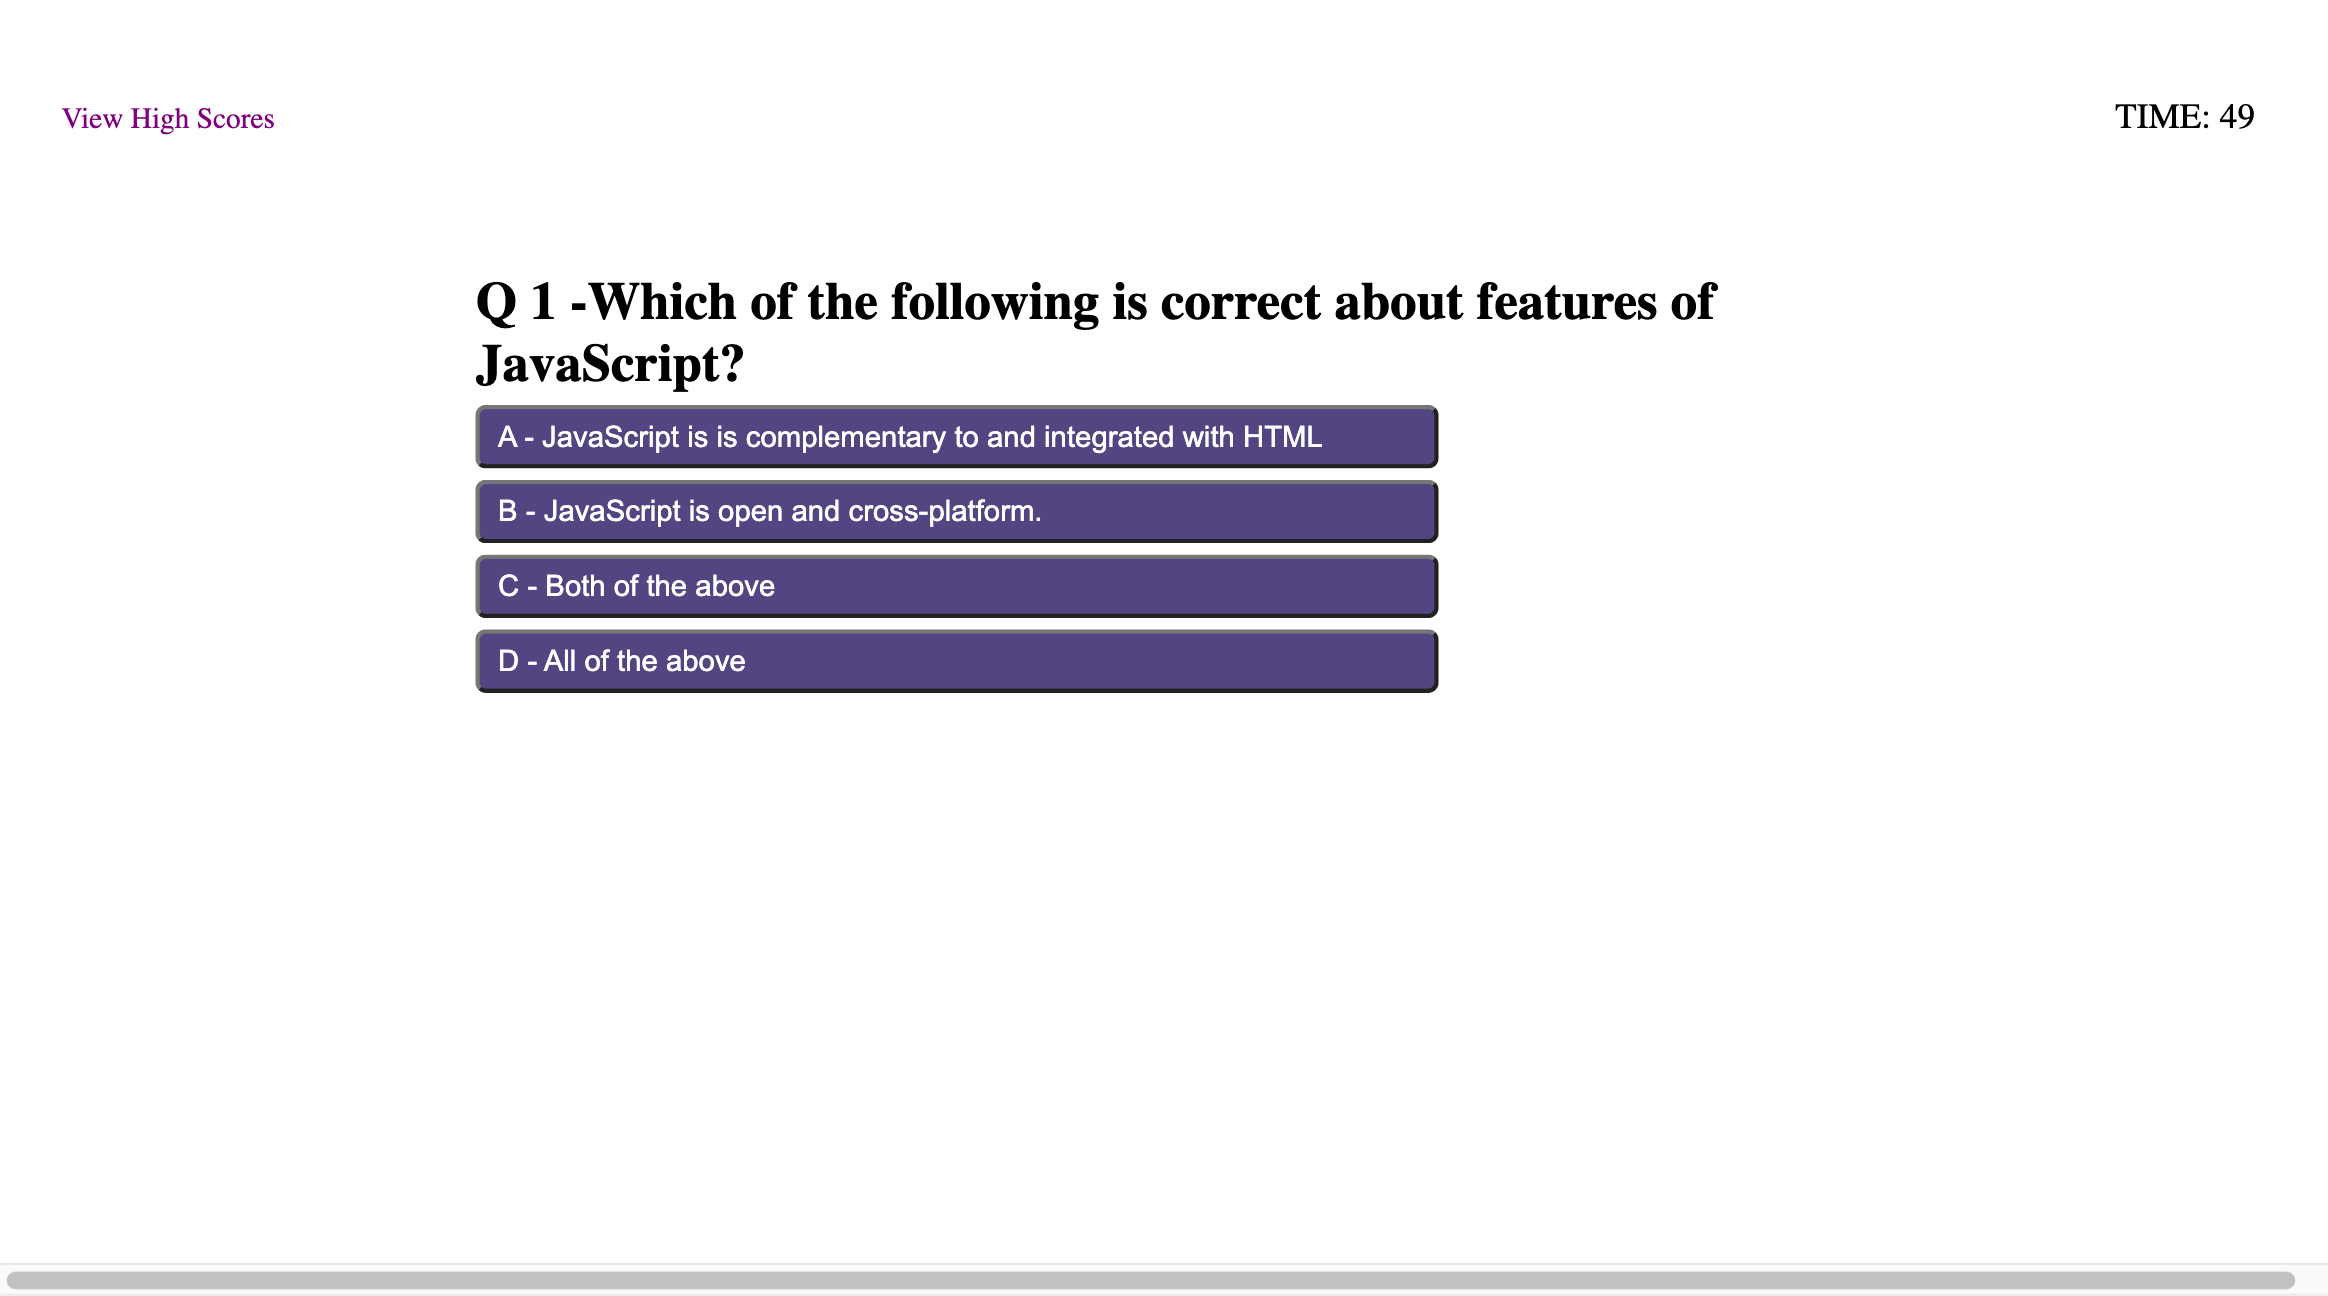 View High Scores
TIME: 49
Q 1 -Which of the following is correct about features of
JavaScript?
A - JavaScript is is complementary to and integrated with HTML
B - JavaScript is open and cross-platform.
C - Both of the above
D - All of the above